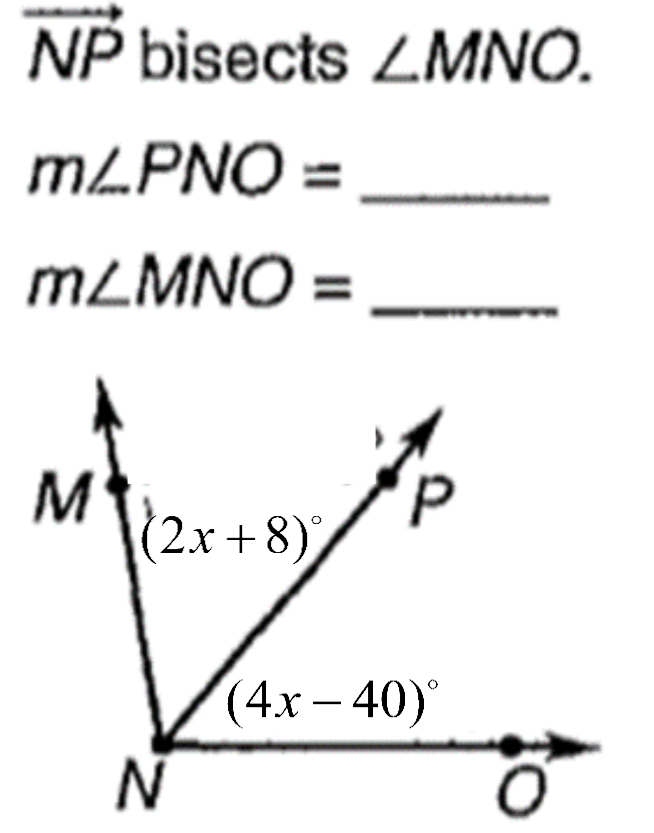 NP bisects ∠MNO.
m∠PNO = ______
m∠MNO = ______
M
P
(2x + 8)°
(4x − 40)°
N
O